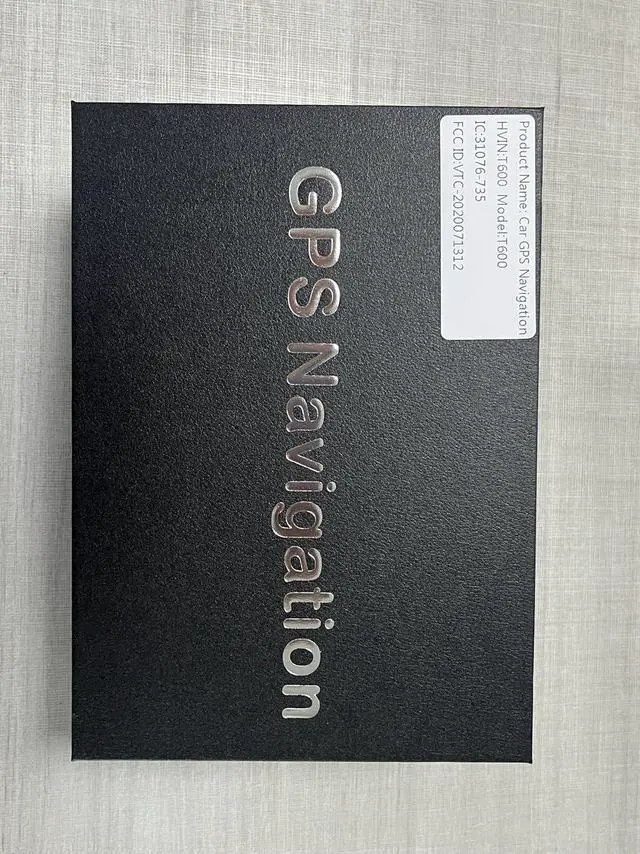 Product Name: Car GPS Navigation
HVIN:T600 Model:T600
IC:31076-735
FCC ID:VTC-2020071312
GPS Navigation